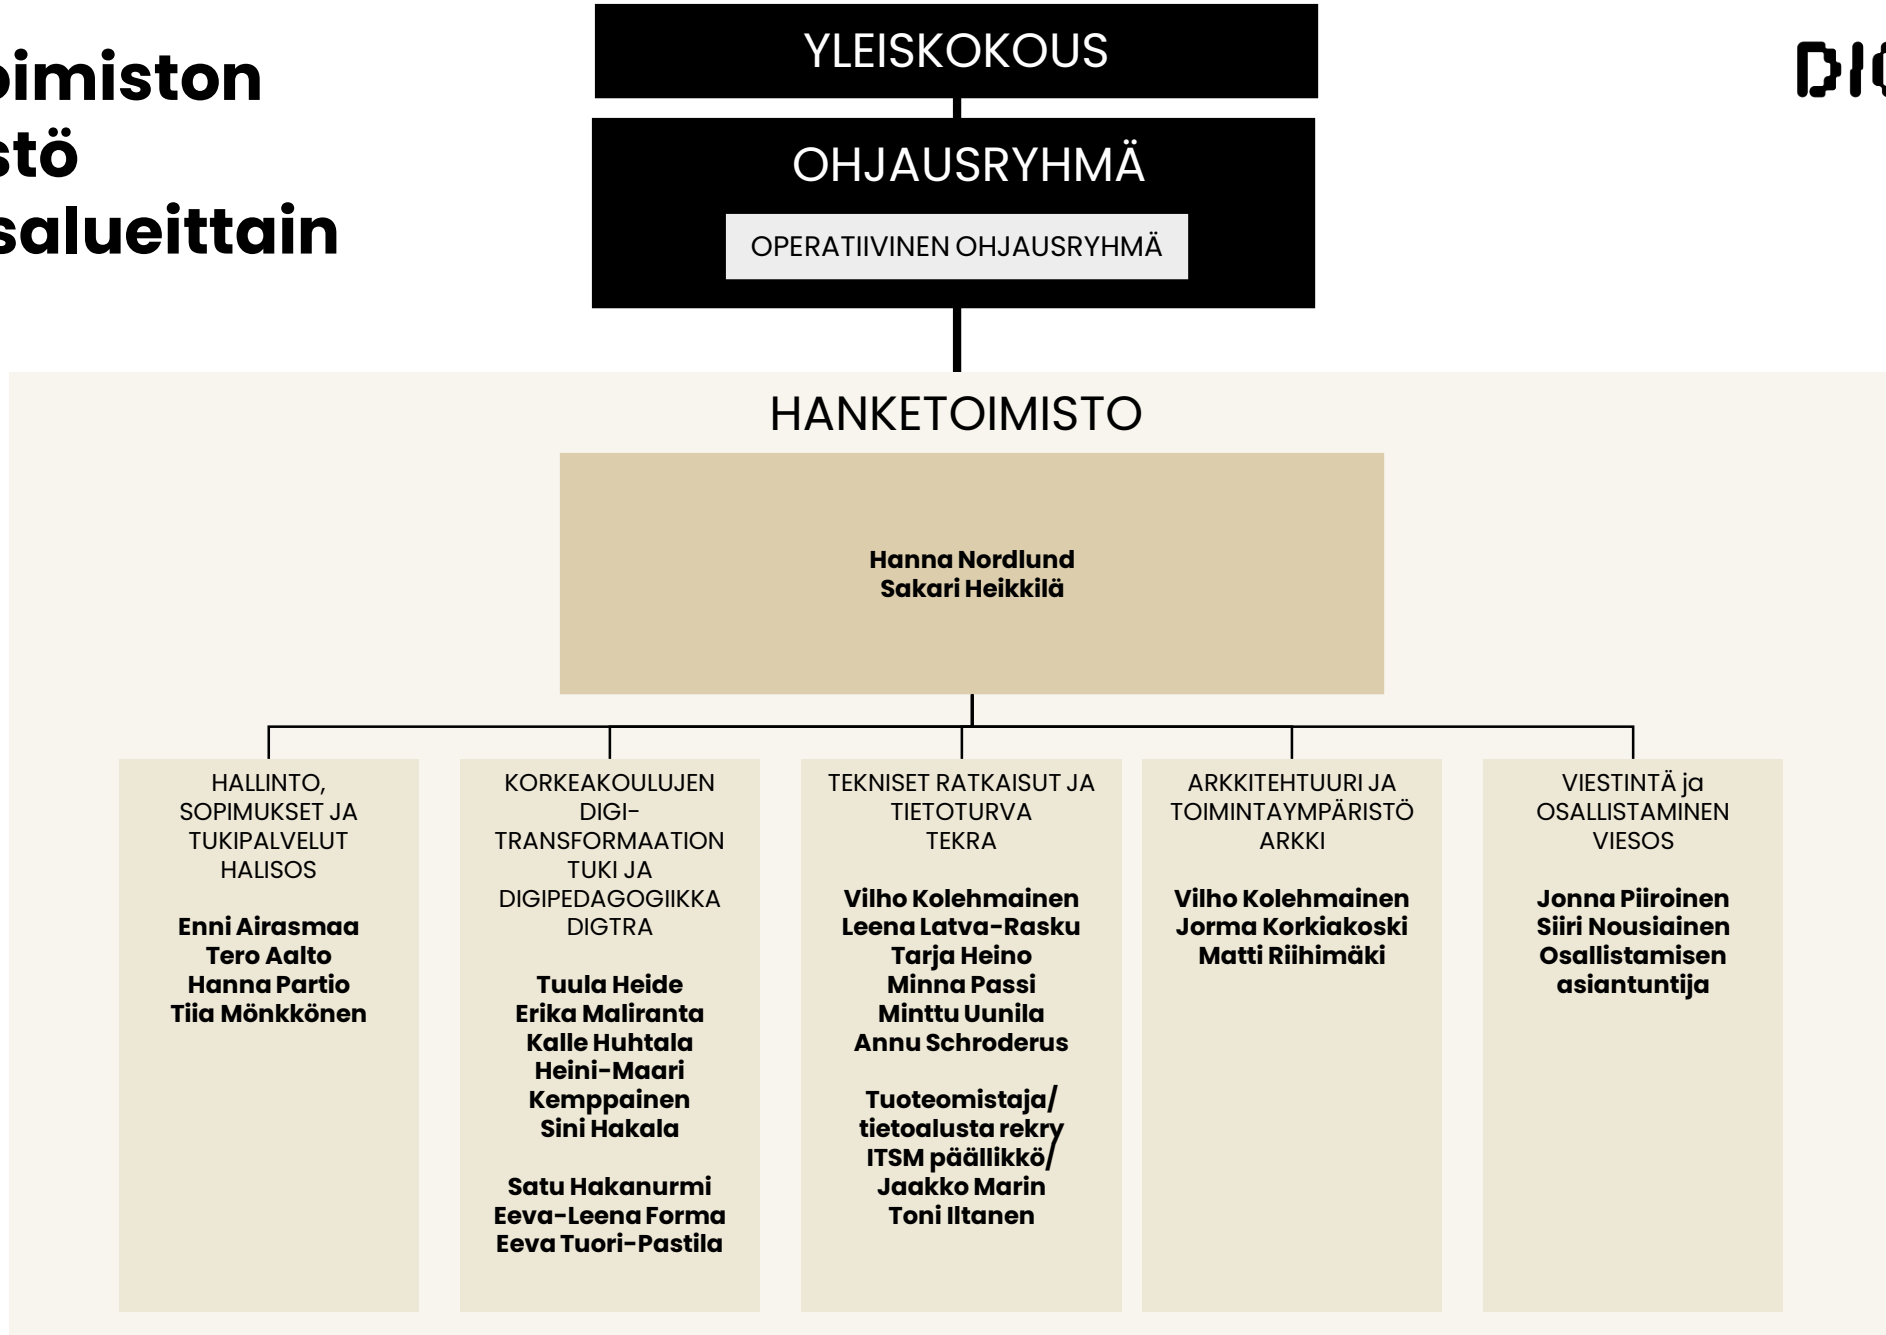 oimiston
stö
salueittain
YLEISKOKOUS
OHJAUSRYHMÄ
OPERATIIVINEN OHJAUSRYHMÄ
HANKETOIMISTO
Hanna Nordlund
Sakari Heikkilä
HALLINTO,
SOPIMUKSET JA
TUKIPALVELUT
HALISOS
Enni Airasmaa
Tero Aalto
Hanna Partio
Tiia Mönkkönen
KORKEAKOULUJEN
DIGI-
TRANSFORMAATION
TUKI JA
DIGIPEDAGOGIIKKA
DIGTRA
Tuula Heide
Erika Maliranta
Kalle Huhtala
Heini-Maari
Kemppainen
Sini Hakala
Satu Hakanurmi
Eeva-Leena Forma
Eeva Tuori-Pastila
TEKNISET RATKAISUT JA
TIETOTURVA
TEKRA
Vilho Kolehmainen
Leena Latva-Rasku
Tarja Heino
Minna Passi
Minttu Uunila
Annu Schroderus
Tuoteomistaja/
tietoalusta rekry
ITSM päällikkö/
Jaakko Marin
Toni Iltanen
ARKKITEHTUURI JA
TOIMINTAYMPÄRISTÖ
ARKKI
Vilho Kolehmainen
Jorma Korkiakoski
Matti Riihimäki
VIESTINTÄ ja
OSALLISTAMINEN
VIESOS
Jonna Piiroinen
Siiri Nousiainen
Osallistamisen
asiantuntija